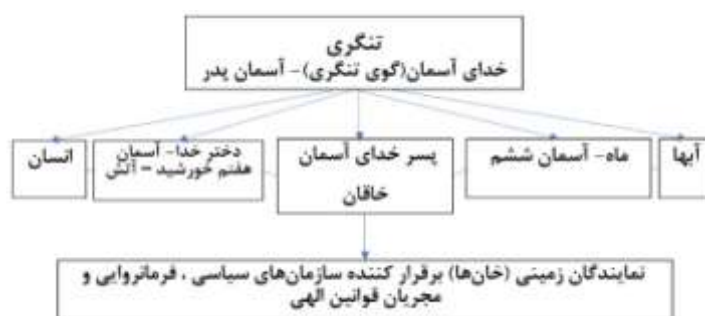 تنگری
خدای آسمان(گوی تنگری)- آسمان پدر
آبها
ماه- آسمان ششم
پسر خدای آسمان
خاقان
دختر خدا- آسمان
هفتم خورشید = آتش
انسان
نمایندگان زمینی (خان‌ها) برقرار کننده سازمان‌های سیاسی ، فرمانروایی و
مجریان قوانین الهی